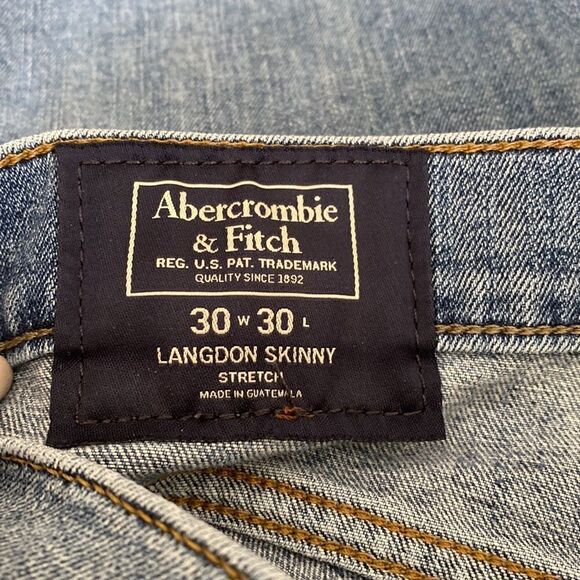 Abercrombie
& Fitch
REG. U.S. PAT. TRADEMARK
QUALITY SINCE 1892
30 W 30 L
LANGDON SKINNY
STRETCH
MADE IN GUATEMALA